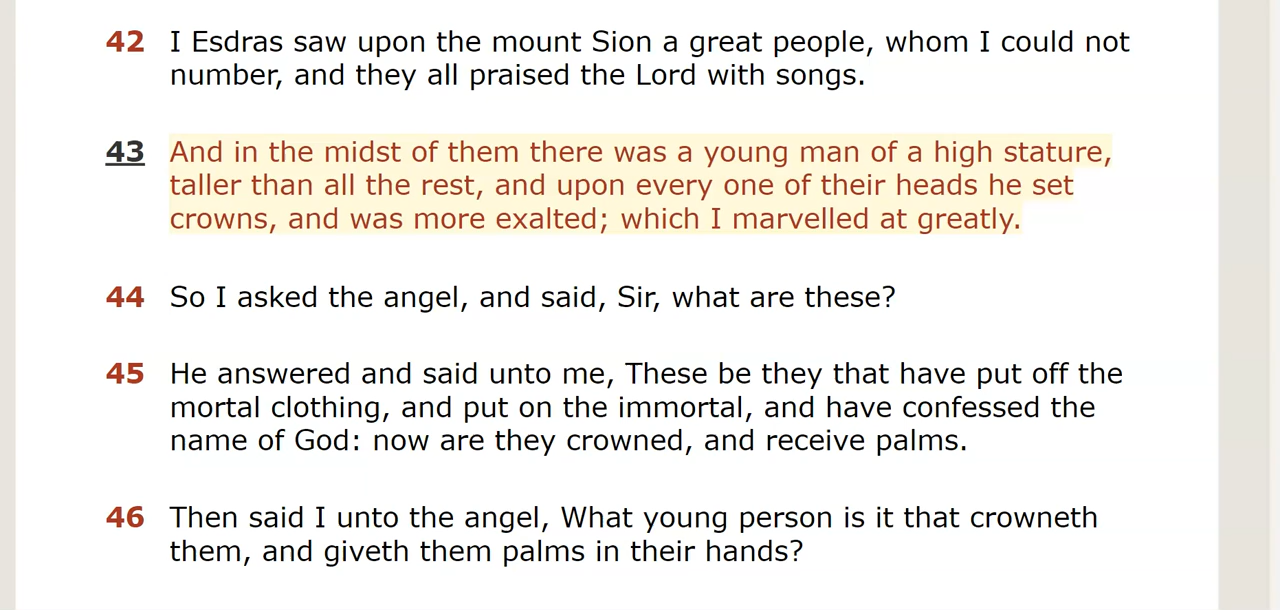 42 I Esdras saw upon the mount Sion a great people, whom I could not
number, and they all praised the Lord with songs.
43 And in the midst of them there was a young man of a high stature,
taller than all the rest, and upon every one of their heads he set
crowns, and was more exalted; which I marvelled at greatly.
44 So I asked the angel, and said, Sir, what are these?
45 He answered and said unto me, These be they that have put off the
mortal clothing, and put on the immortal, and have confessed the
name of God: now are they crowned, and receive palms.
46 Then said I unto the angel, What young person is it that crowneth
them, and giveth them palms in their hands?